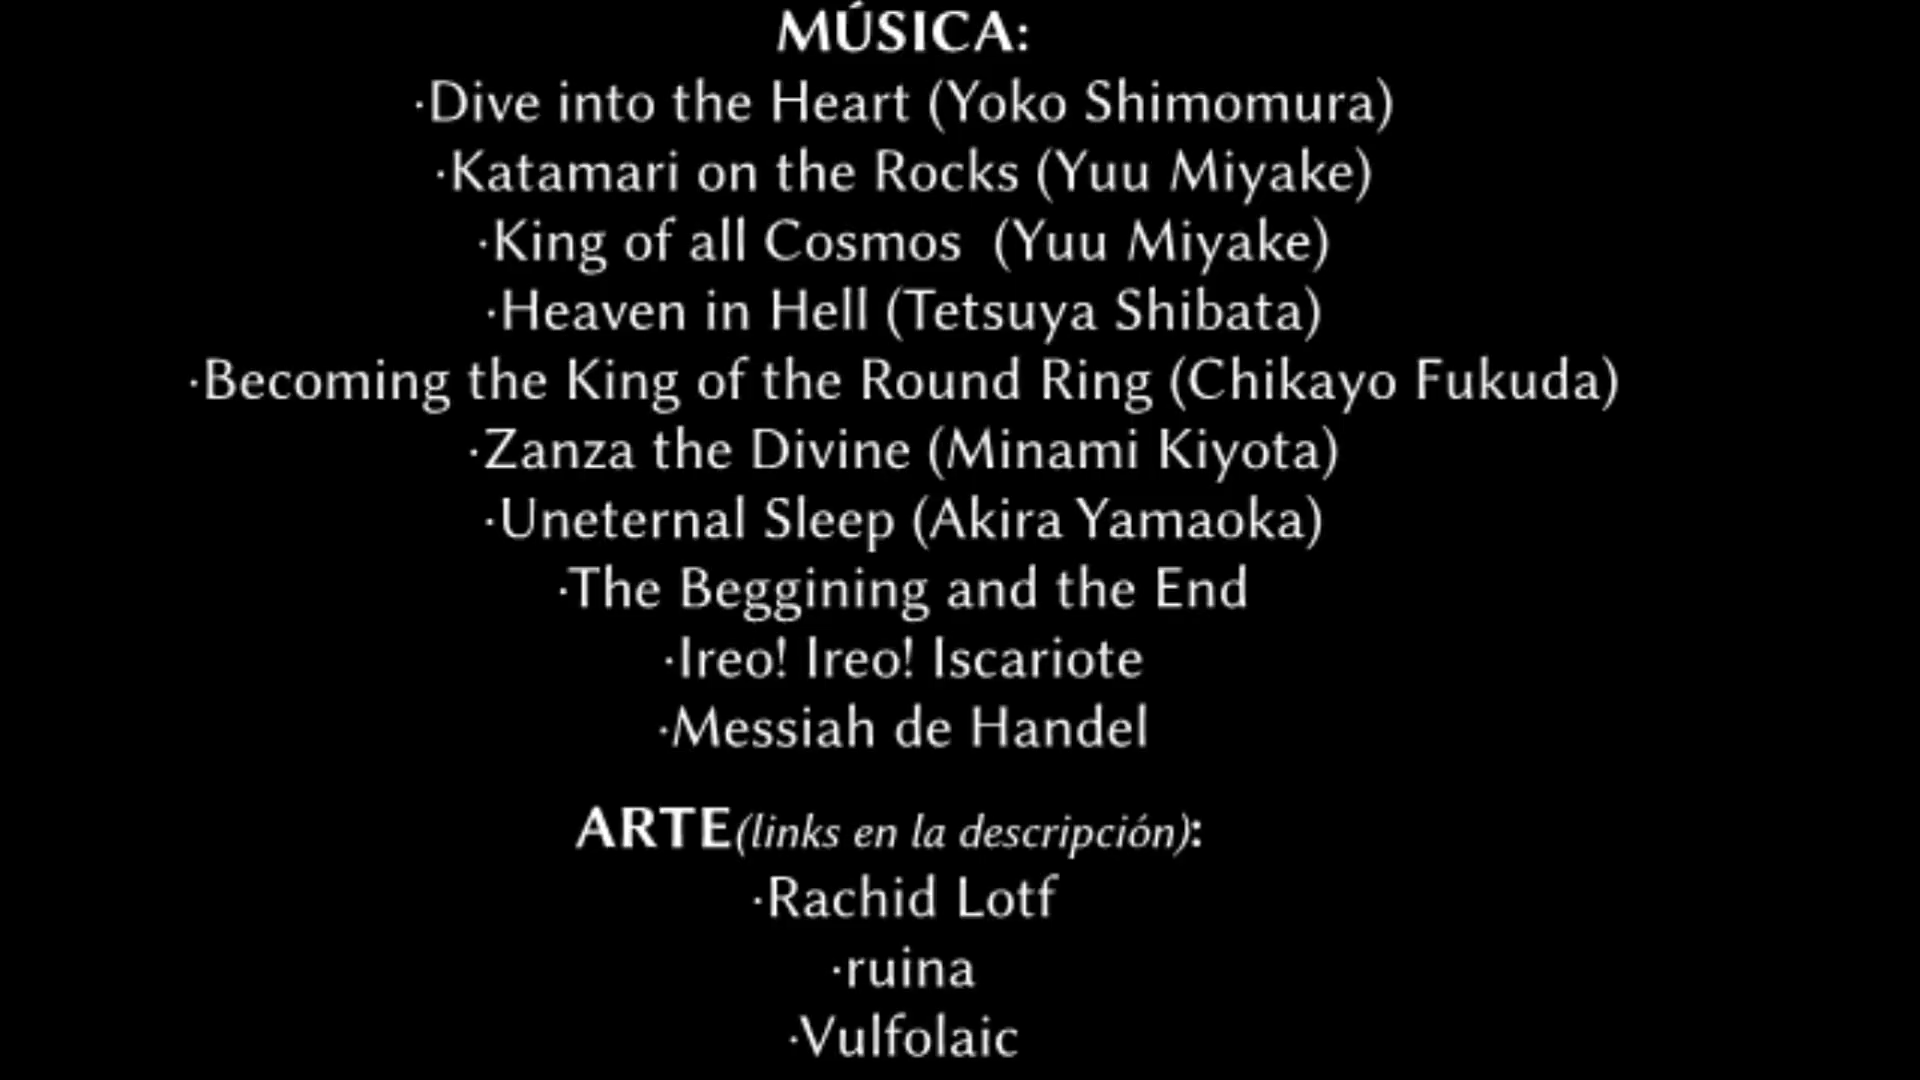 MÚSICA:
·Dive into the Heart (Yoko Shimomura)
·Katamari on the Rocks (Yuu Miyake)
·King of all Cosmos  (Yuu Miyake)
·Heaven in Hell (Tetsuya Shibata)
·Becoming the King of the Round Ring (Chikayo Fukuda)
·Zanza the Divine (Minami Kiyota)
·Uneternal Sleep (Akira Yamaoka)
·The Beggining and the End
·Ireo! Ireo! Iscariote
·Messiah de Handel
ARTE(links en la descripción):
·Rachid Lotf
·ruina
·Vulfolaic